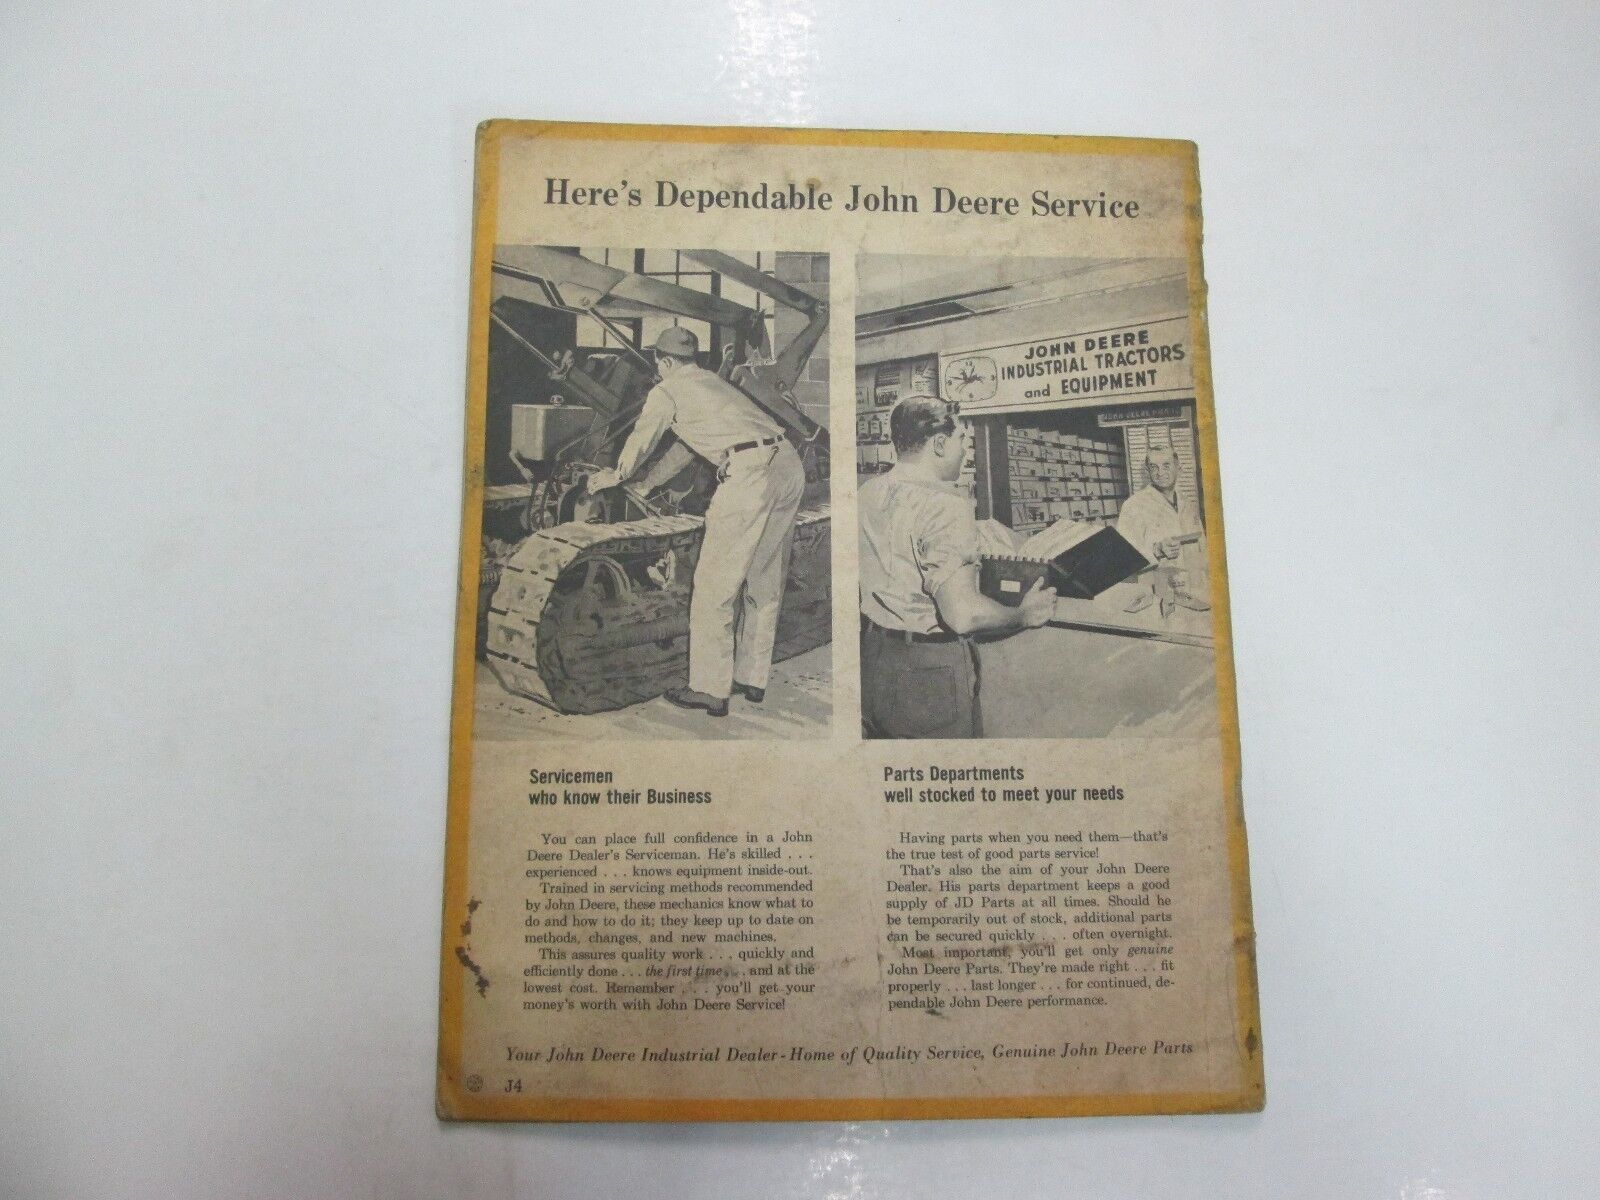 Here's Dependable John Deere Service
JOHN DEERE
INDUSTRIAL TRACTORS
and EQUIPMENT
Servicemen
who know their Business
You can place full confidence in a John
Deere Dealer's Serviceman. He's skilled . . .
experienced . . . knows equipment inside-out.
Trained in servicing methods recommended
by John Deere, these mechanics know what to
do and how to do it; they keep up to date on
methods, changes, and new machines.
This assures quality work . . . quickly and
efficiently done . . . the first time . . . and at the
lowest cost. Remember . . . you'll get your
money's worth with John Deere Service!
Parts Departments
well stocked to meet your needs
Having parts when you need them—that's
the true test of good parts service!
That's also the aim of your John Deere
Dealer. His parts department keeps a good
supply of JD Parts at all times. Should he
be temporarily out of stock, additional parts
can be secured quickly . . . often overnight.
Most important, you'll get only genuine
John Deere Parts. They're made right . . . fit
properly . . . last longer . . . for continued, de-
pendable John Deere performance.
Your John Deere Industrial Dealer - Home of Quality Service, Genuine John Deere Parts
J4